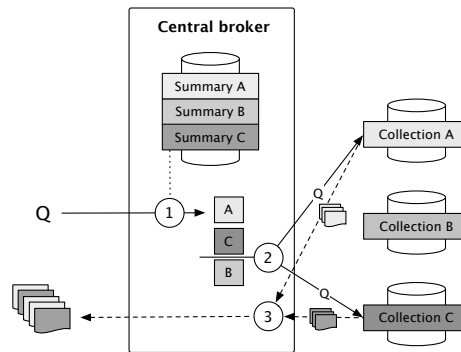 Central broker
Summary A
Summary B
Summary C
Collection A
Q
Q
1
A
C
B
2
Collection B
Q
3
Collection C